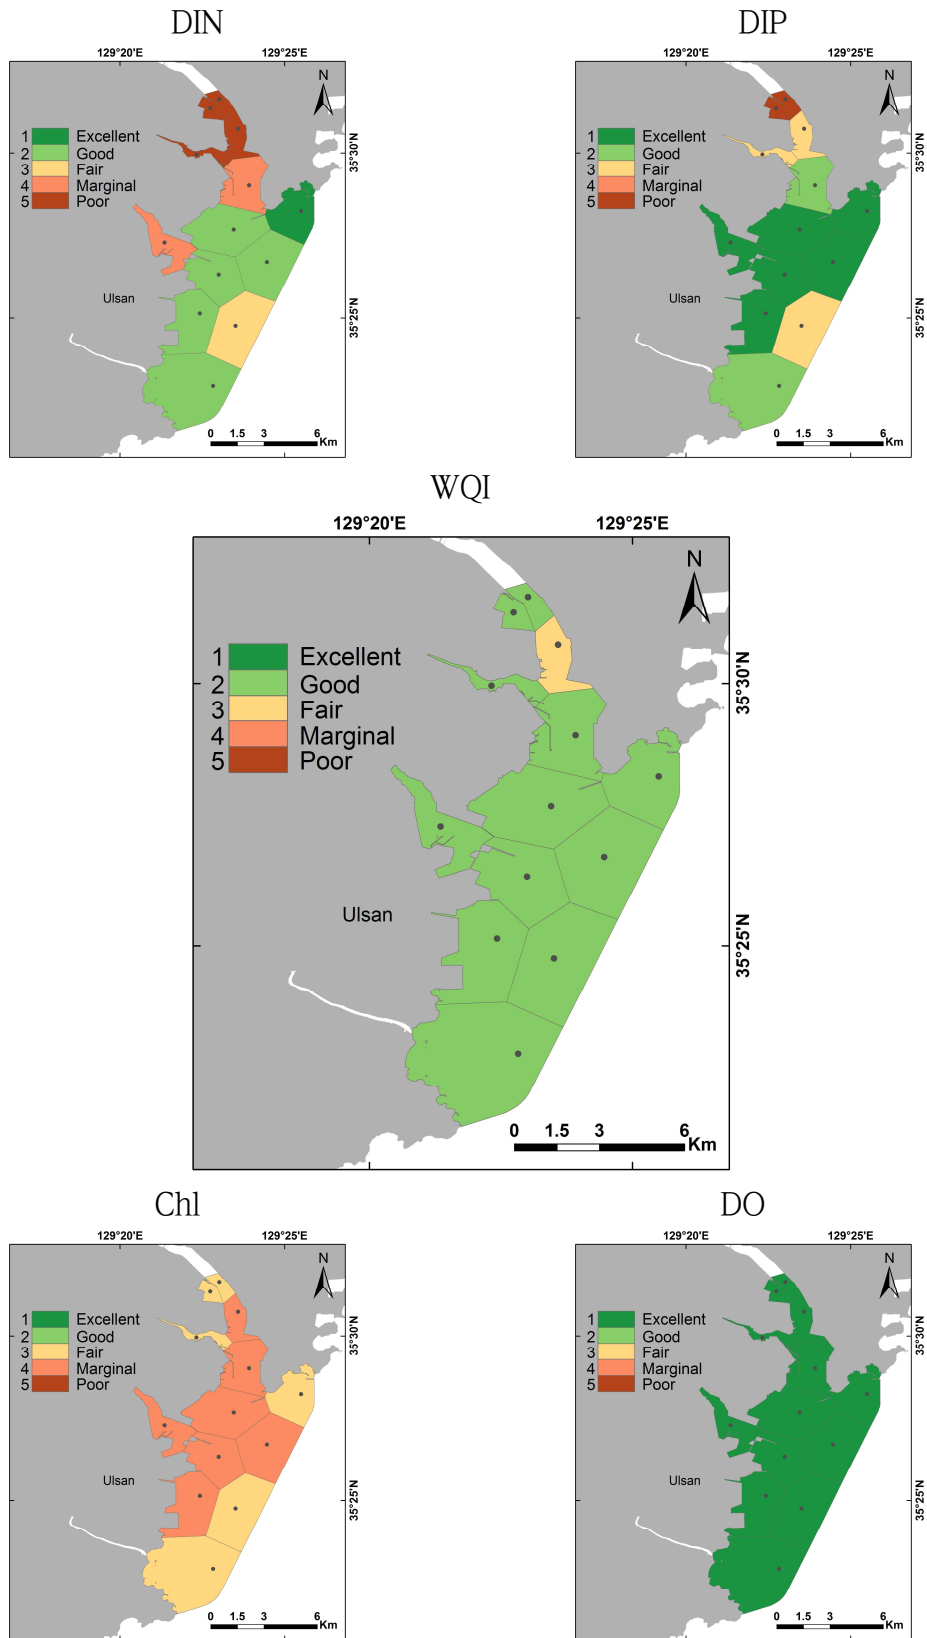 DIN
129°20'E 129°25'E
N
1 Excellent
2 Good
3 Fair
4 Marginal
5 Poor
35°30'N
Ulsan
35°25'N
0 1.5 3 6 Km
DIP
129°20'E 129°25'E
N
1 Excellent
2 Good
3 Fair
4 Marginal
5 Poor
35°30'N
Ulsan
35°25'N
0 1.5 3 6 Km
WQI
129°20'E 129°25'E
N
1 Excellent
2 Good
3 Fair
4 Marginal
5 Poor
35°30'N
Ulsan
35°25'N
0 1.5 3 6 Km
Chl
129°20'E 129°25'E
N
1 Excellent
2 Good
3 Fair
4 Marginal
5 Poor
35°30'N
Ulsan
35°25'N
0 1.5 3 6 Km
DO
129°20'E 129°25'E
N
1 Excellent
2 Good
3 Fair
4 Marginal
5 Poor
35°30'N
Ulsan
35°25'N
0 1.5 3 6 Km